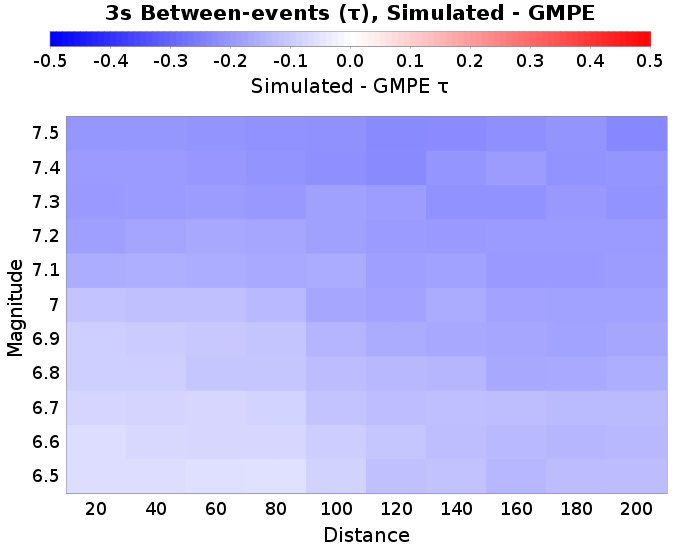 3s Between-events (τ), Simulated - GMPE
-0.5 -0.4 -0.3 -0.2 -0.1 0.0 0.1 0.2 0.3 0.4 0.5
Simulated - GMPE τ
Magnitude
7.5
7.4
7.3
7.2
7.1
7
6.9
6.8
6.7
6.6
6.5
20 40 60 80 100 120 140 160 180 200
Distance